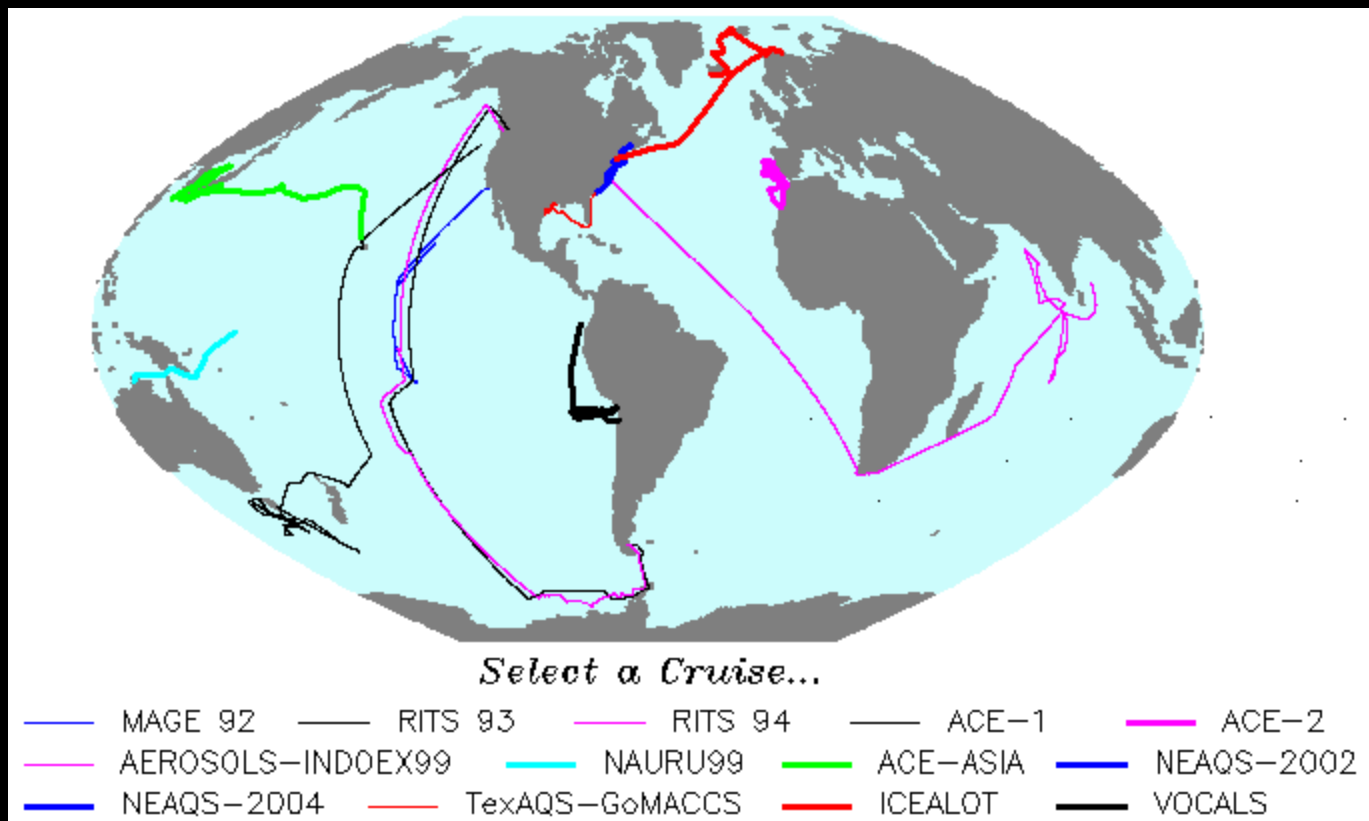 Select a Cruise...
MAGE 92 RITS 93 RITS 94 ACE-1 ACE-2
AEROSOLS-INDOEX99 NAURU99 ACE-ASIA NEAQS-2002
NEAQS-2004 TexAQS-GoMACCS ICEALOT VOCALS